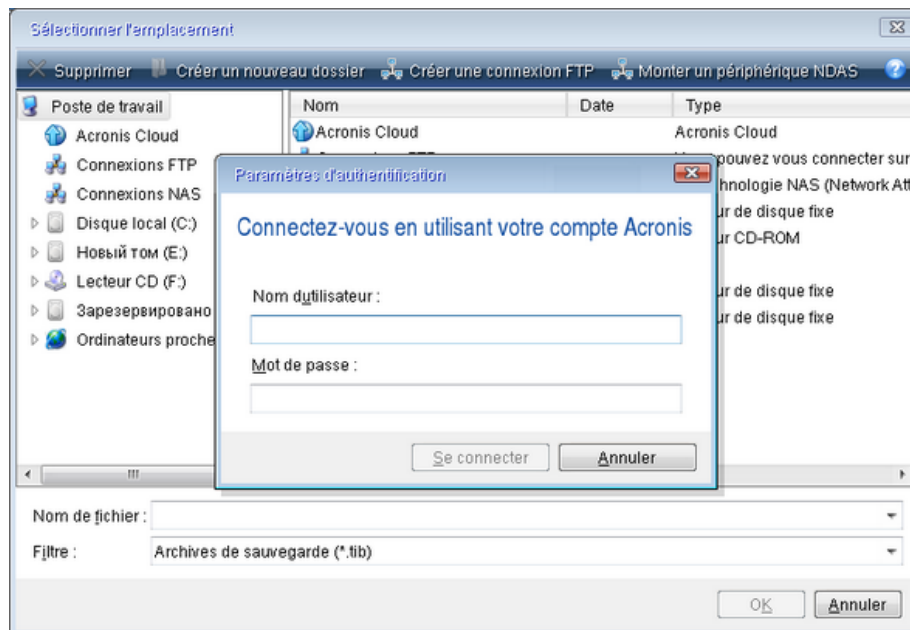 Sélectionner l'emplacement
Supprimer Créer un nouveau dossier Créer une connexion FTP Monter un périphérique NDAS ?
Poste de travail
Acronis Cloud
Connexions FTP
Connexions NAS
Disque local (C:)
Новый том (E:)
Lecteur CD (F:)
Зарезервировано
Ordinateurs proche
Nom Date Type
Acronis Cloud Acronis Cloud
pouvez vous connecter sur
hnologie NAS (Network Att
ur de disque fixe
ur CD-ROM
ur de disque fixe
ur de disque fixe
Paramètres d'authentification
Connectez-vous en utilisant votre compte Acronis
Nom d'utilisateur :
Mot de passe :
Se connecter Annuler
Nom de fichier :
Filtre : Archives de sauvegarde (*.tib)
OK Annuler